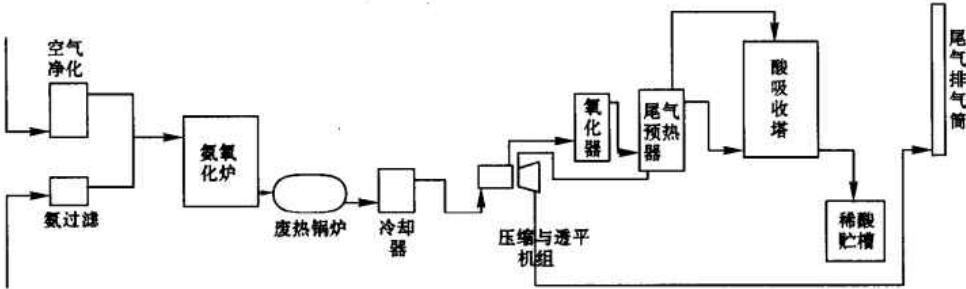 空气
净化
氨过滤
氨氧
化炉
废热锅炉
冷却
器
压缩与透平
机组
氧
化
器
尾气
预热
器
酸
吸
收
塔
稀酸
贮槽
尾
气
排
气
筒